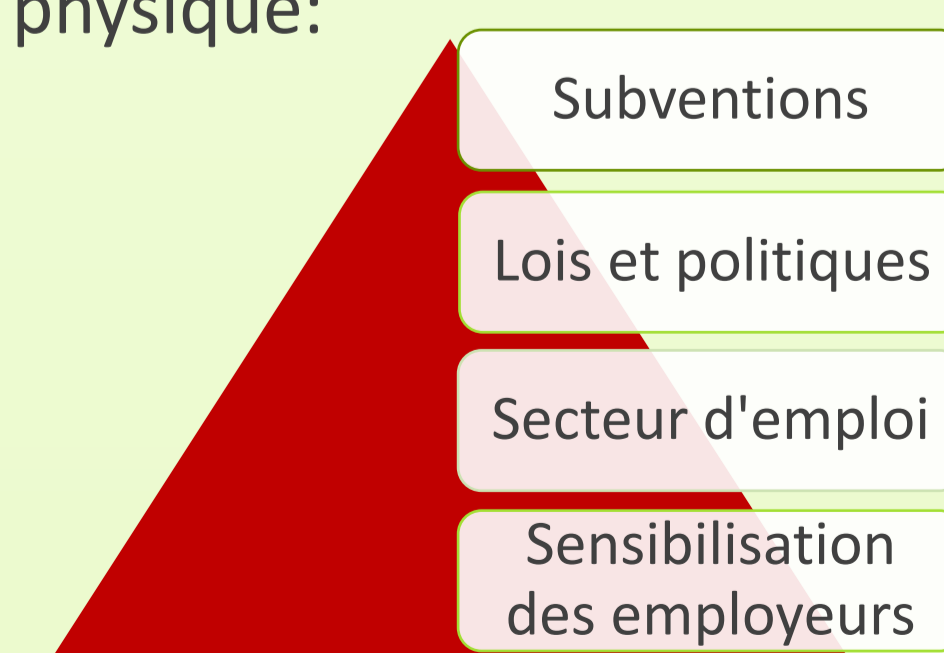 physique:
Subventions
Lois et politiques
Secteur d'emploi
Sensibilisation
des employeurs